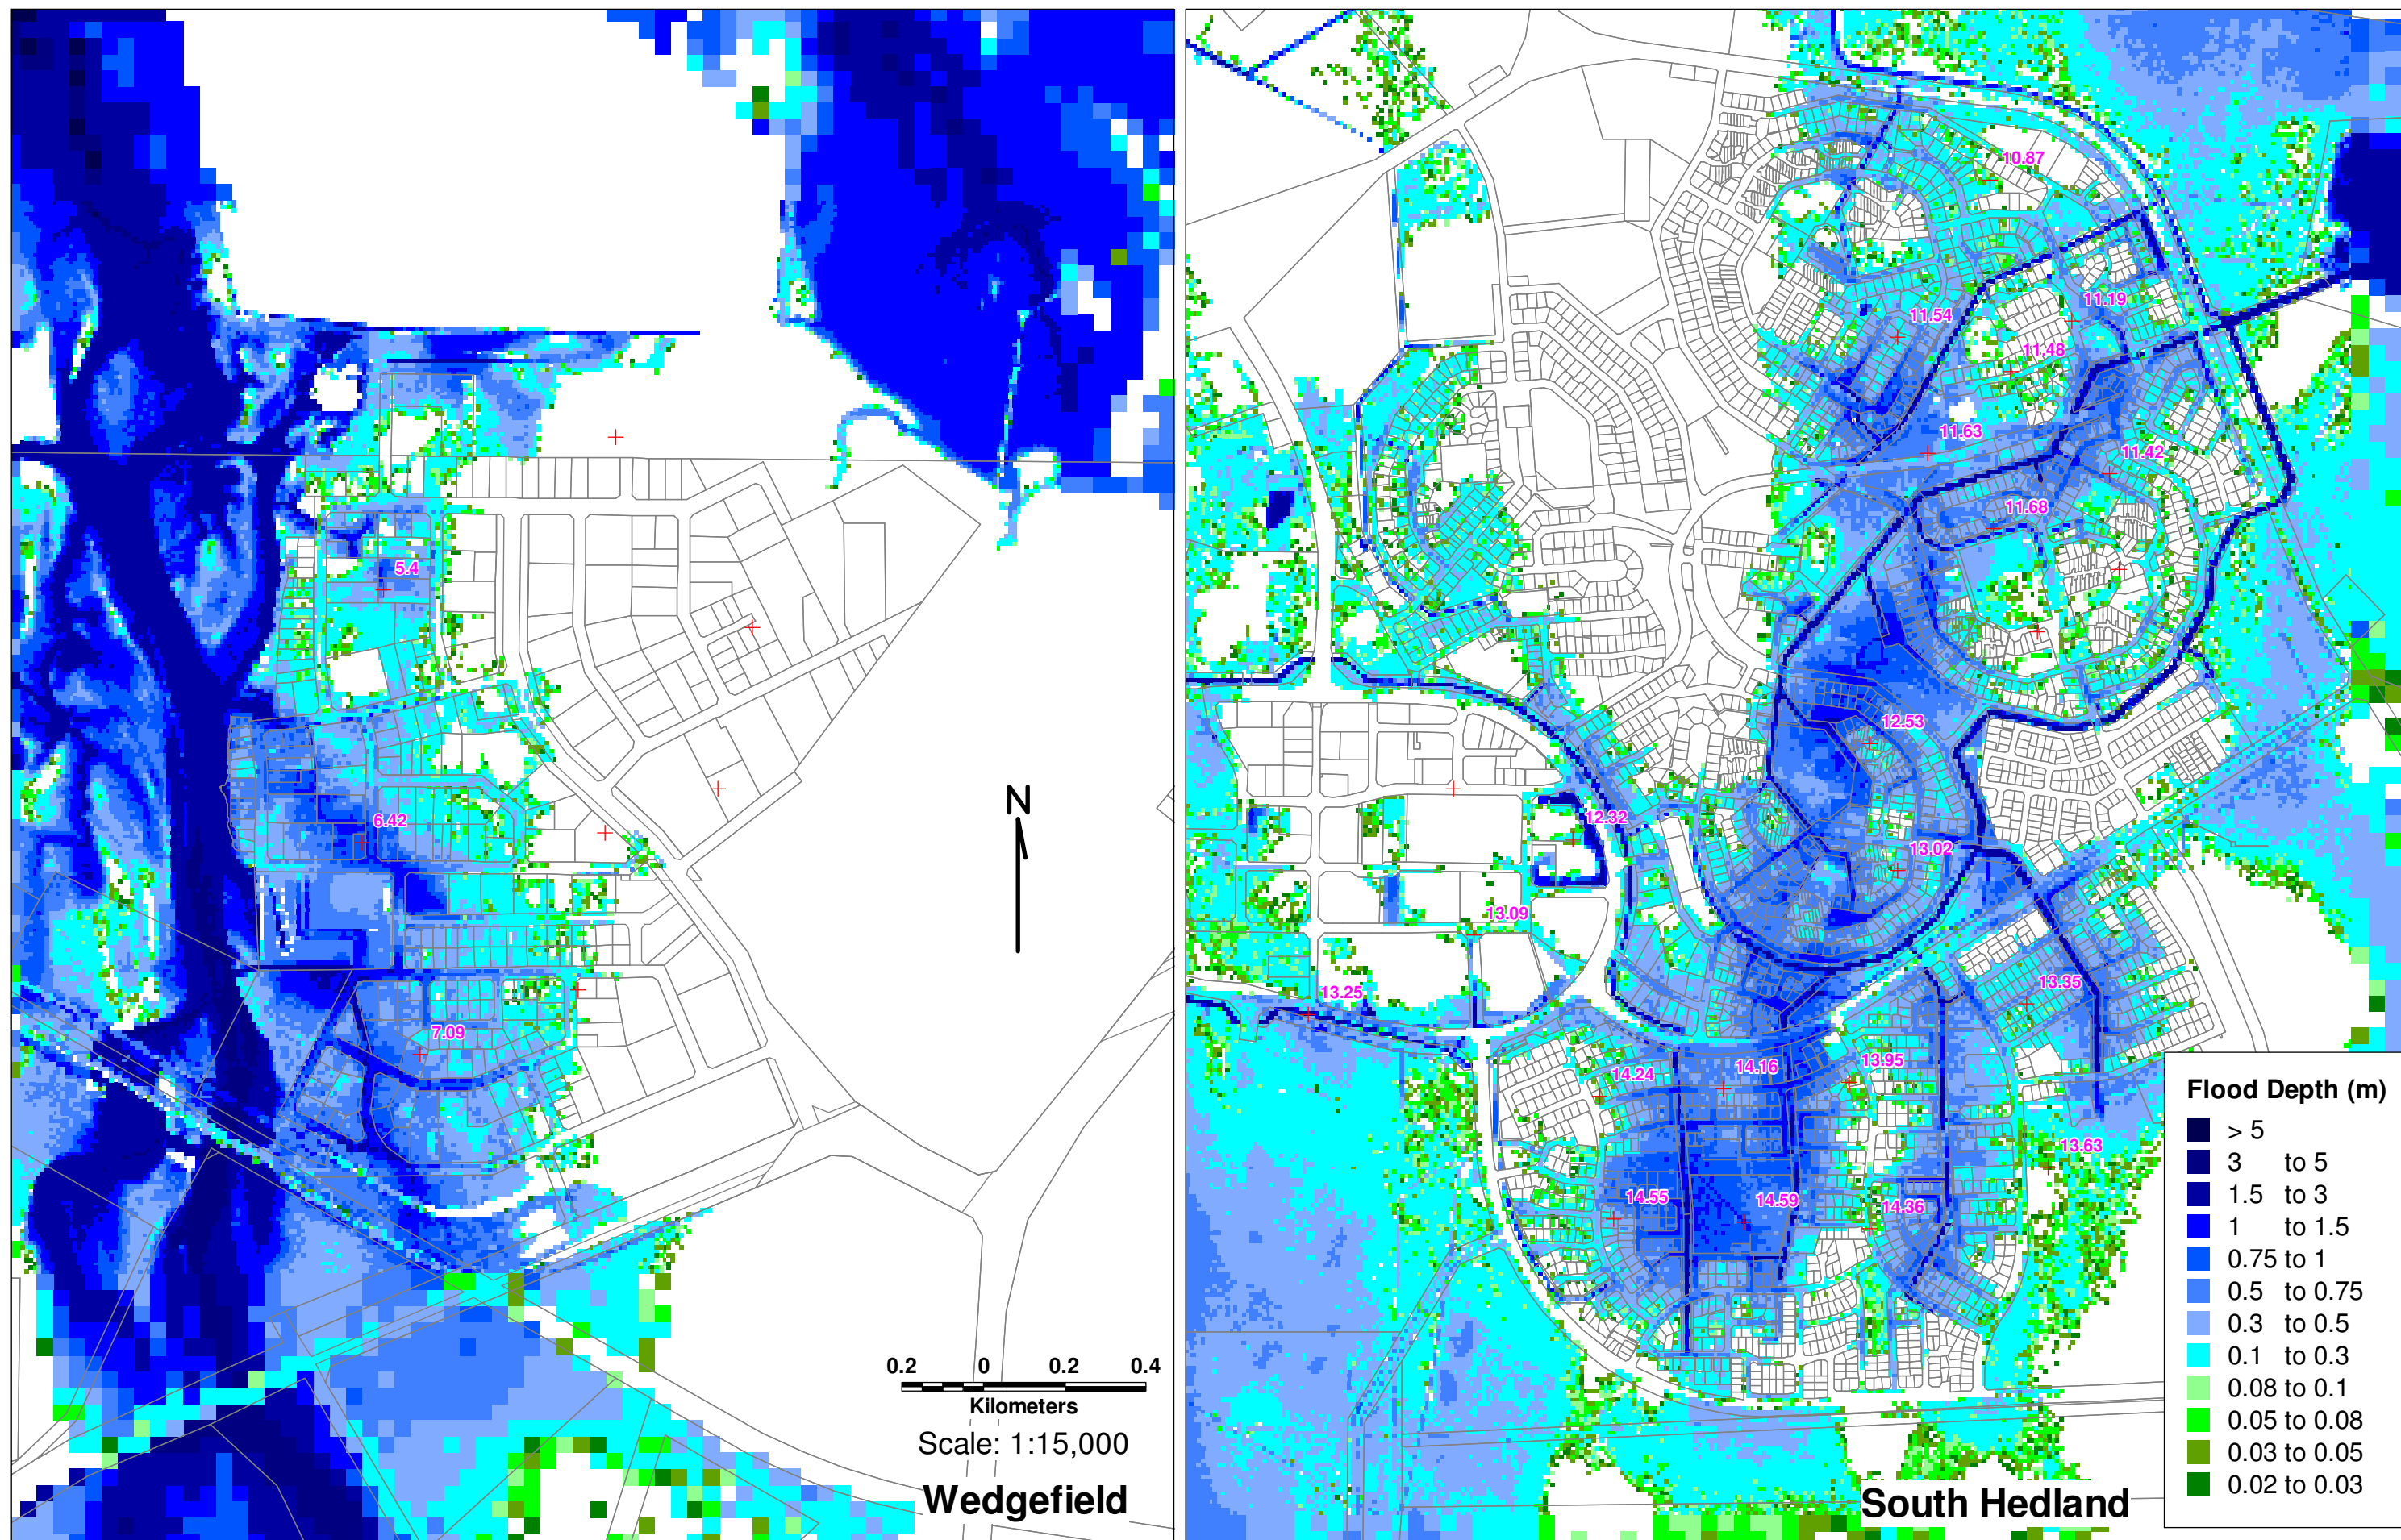 5.4
6.42
7.09
N
0.2 0 0.2 0.4
Kilometers
Scale: 1:15,000
Wedgefield
10.87
11.19
11.54
11.48
11.63
11.42
11.68
12.53
12.32
13.02
13.09
13.25
13.35
14.24
14.16
13.95
13.63
14.55
14.59
14.36
South Hedland
Flood Depth (m)
> 5
3 to 5
1.5 to 3
1 to 1.5
0.75 to 1
0.5 to 0.75
0.3 to 0.5
0.1 to 0.3
0.08 to 0.1
0.05 to 0.08
0.03 to 0.05
0.02 to 0.03